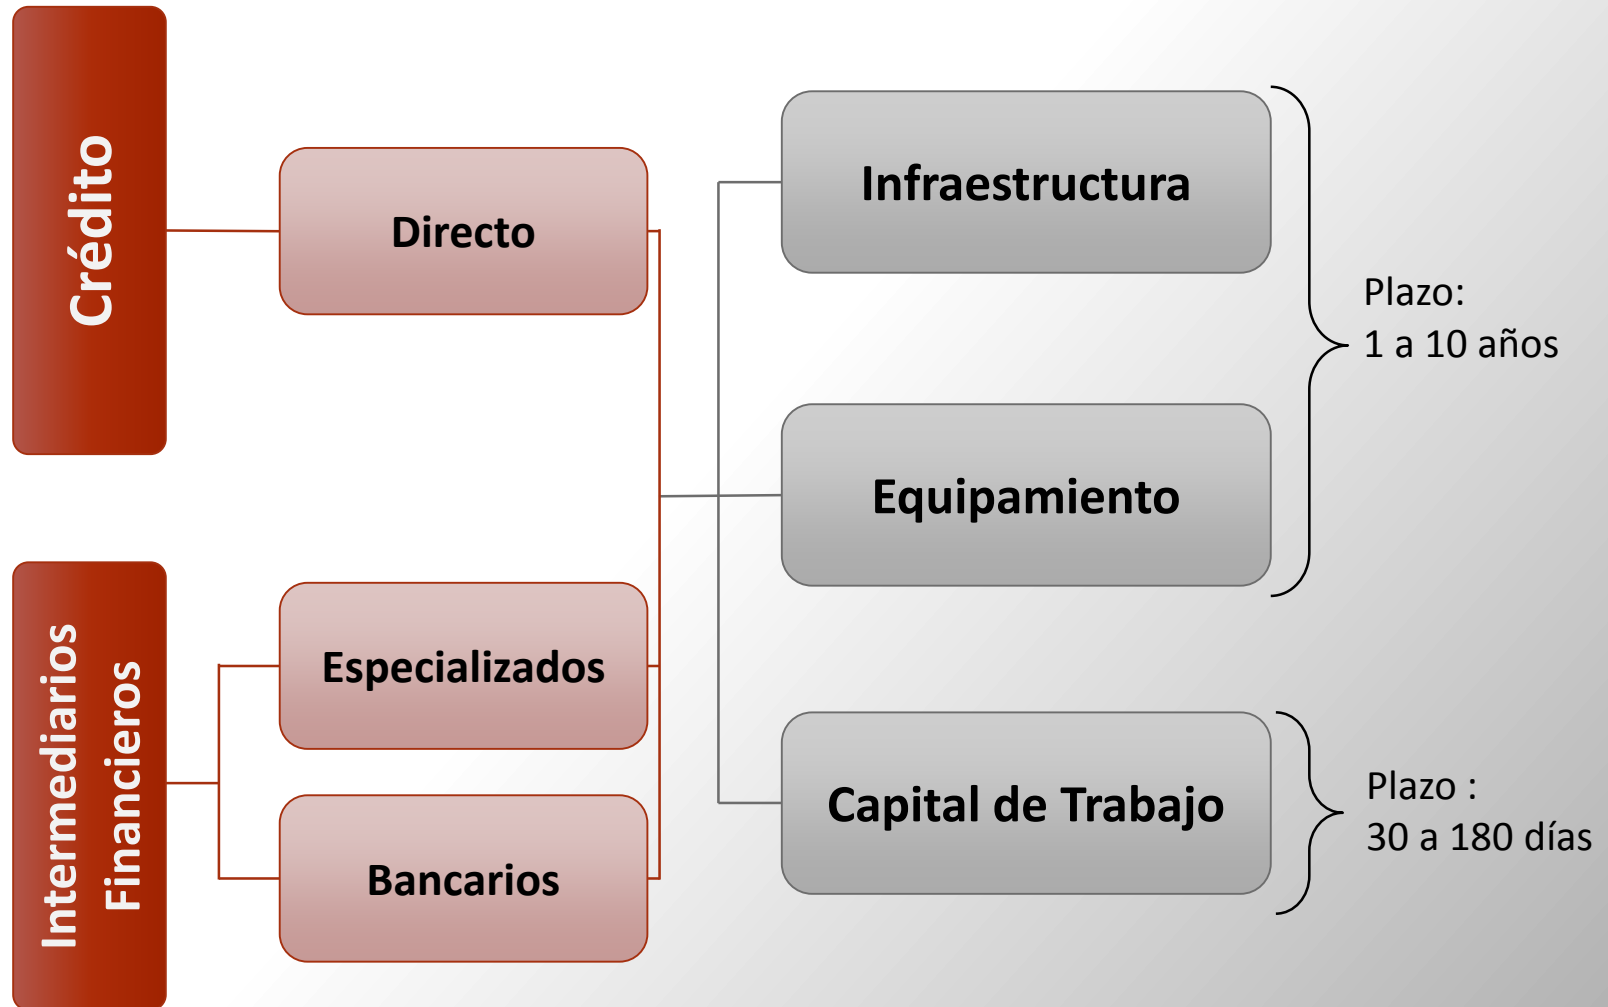 Crédito
Directo
Intermediarios
Financieros
Especializados
Bancarios
Infraestructura
Equipamiento
Capital de Trabajo
Plazo:
1 a 10 años
Plazo :
30 a 180 días